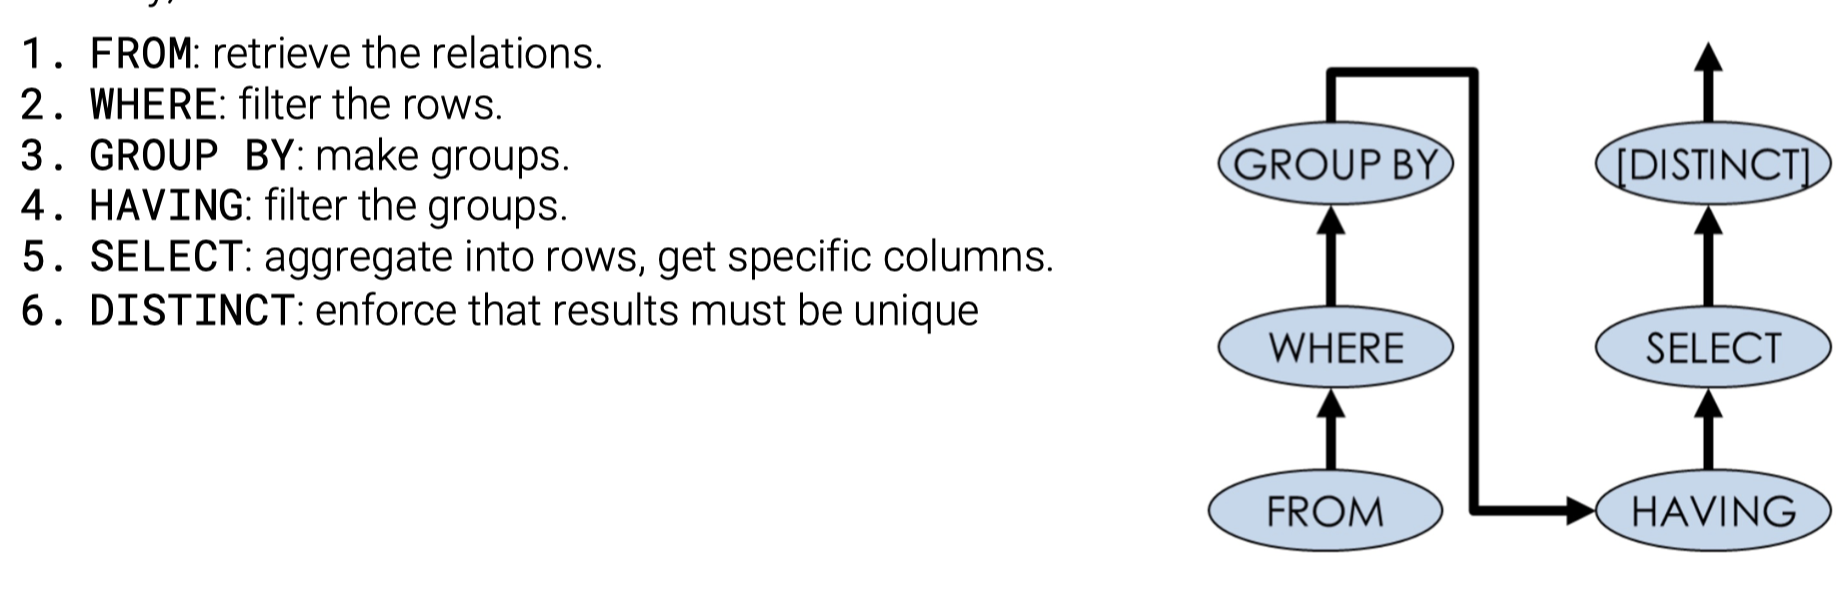 1. FROM: retrieve the relations.
2. WHERE: filter the rows.
3. GROUP BY: make groups.
4. HAVING: filter the groups.
5. SELECT: aggregate into rows, get specific columns.
6. DISTINCT: enforce that results must be unique
GROUP BY
WHERE
FROM
[DISTINCT]
SELECT
HAVING